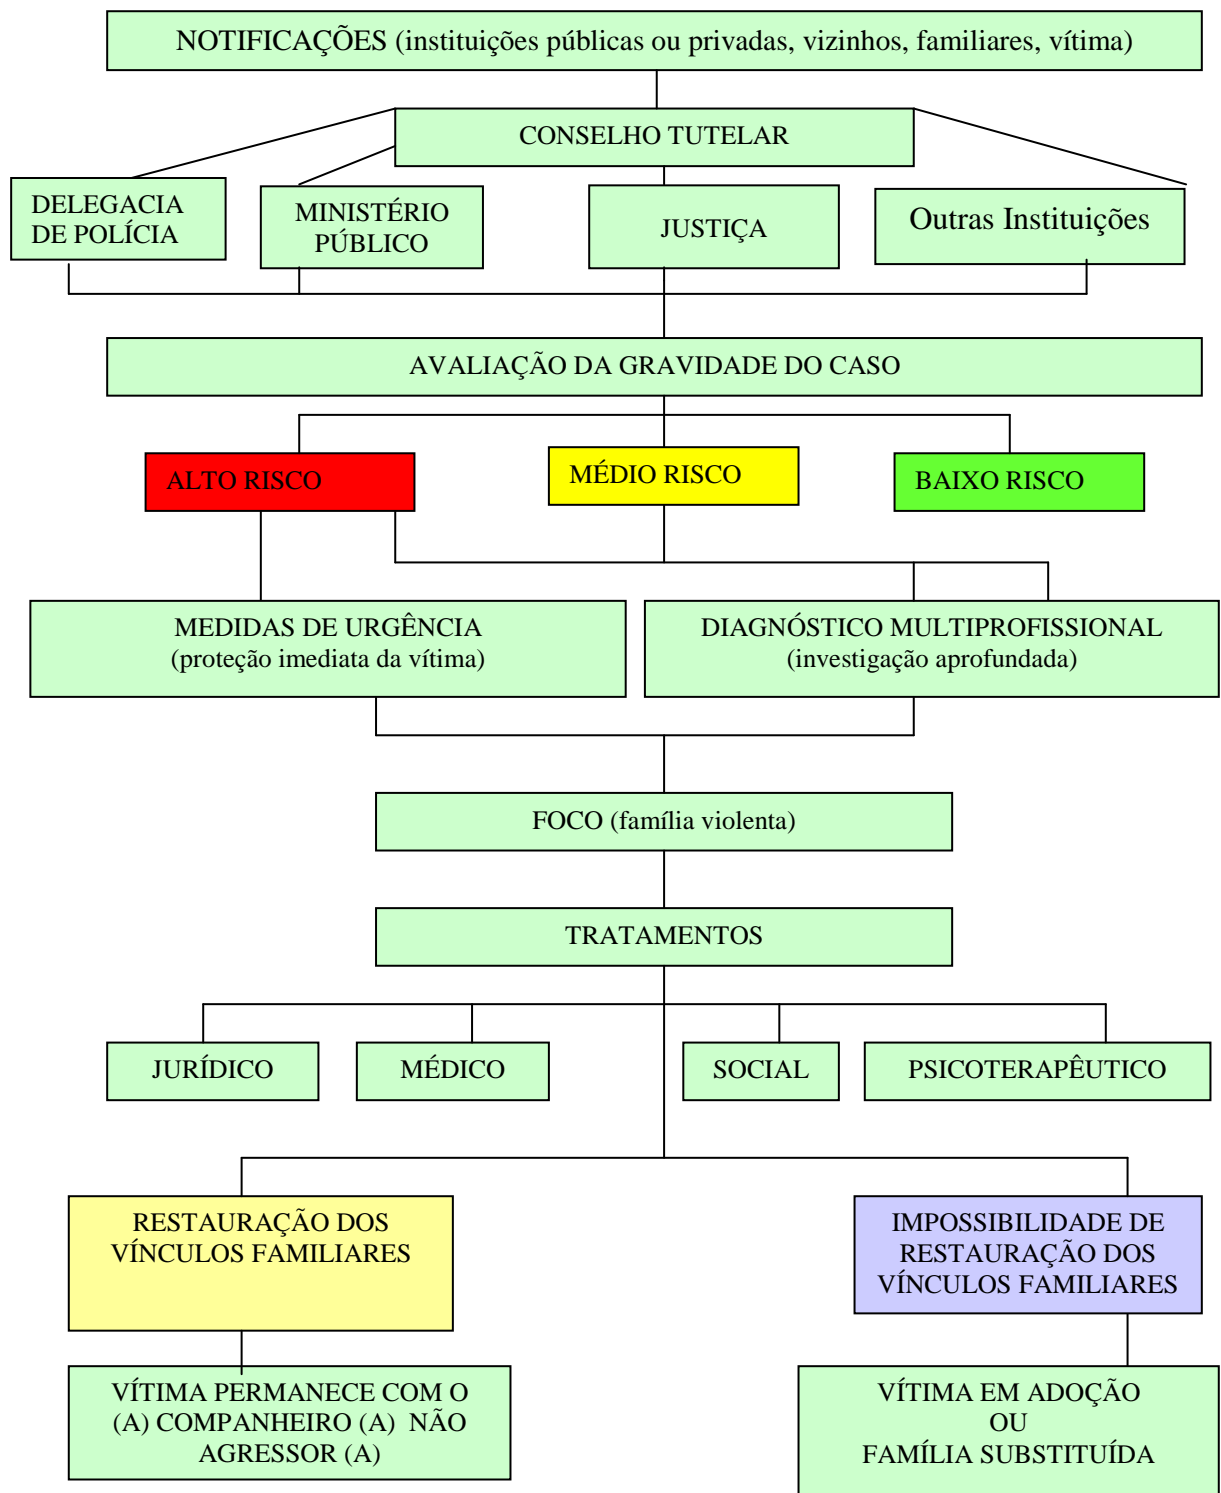 NOTIFICAÇÕES (instituições públicas ou privadas, vizinhos, familiares, vítima)
CONSELHO TUTELAR
DELEGACIA
DE POLÍCIA
MINISTÉRIO
PÚBLICO
JUSTIÇA
Outras Instituições
AVALIAÇÃO DA GRAVIDADE DO CASO
ALTO RISCO
MÉDIO RISCO
BAIXO RISCO
MEDIDAS DE URGÊNCIA
(proteção imediata da vítima)
DIAGNÓSTICO MULTIPROFISSIONAL
(investigação aprofundada)
FOCO (família violenta)
TRATAMENTOS
JURÍDICO
MÉDICO
SOCIAL
PSICOTERAPÊUTICO
RESTAURAÇÃO DOS
VÍNCULOS FAMILIARES
IMPOSSIBILIDADE DE
RESTAURAÇÃO DOS
VÍNCULOS FAMILIARES
VÍTIMA PERMANECE COM O
(A) COMPANHEIRO (A) NÃO
AGRESSOR (A)
VÍTIMA EM ADOÇÃO
OU
FAMÍLIA SUBSTITUÍDA